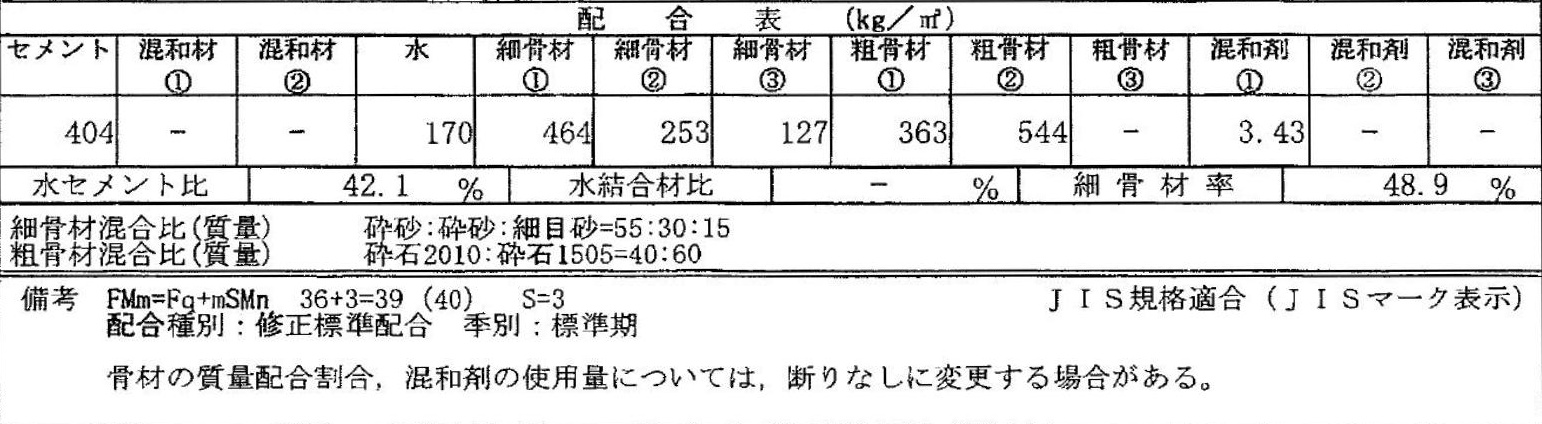 配 合 表 (kg/㎥)
セメント 混和材① 混和材② 水 細骨材① 細骨材② 細骨材③ 粗骨材① 粗骨材② 粗骨材③ 混和剤① 混和剤② 混和剤③
404 － － 170 464 253 127 363 544 － 3.43 － －
水セメント比 42.1 % 水結合材比 － % 細骨材率 48.9 %
細骨材混合比(質量) 砕砂:砕砂:細目砂=55:30:15
粗骨材混合比(質量) 砕石2010:砕石1505=40:60
備考 FMm=Fq+mSMn 36+3=39 (40) S=3 ＪＩＳ規格適合（ＪＩＳマーク表示）
配合種別：修正標準配合 季別：標準期
骨材の質量配合割合，混和剤の使用量については，断りなしに変更する場合がある。